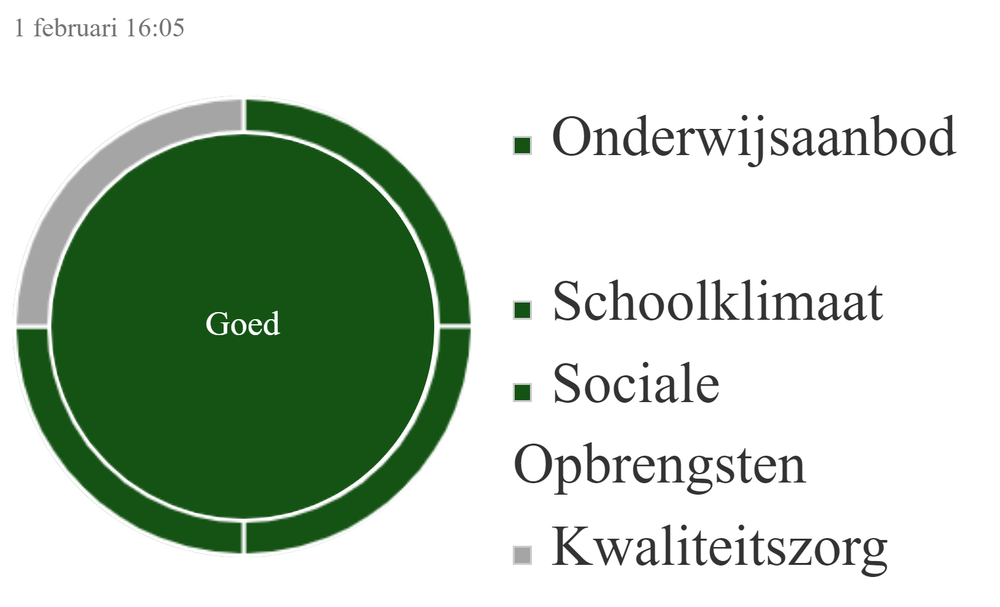 1 februari 16:05
Goed
Onderwijsaanbod
Schoolklimaat
Sociale
Opbrengsten
Kwaliteitszorg